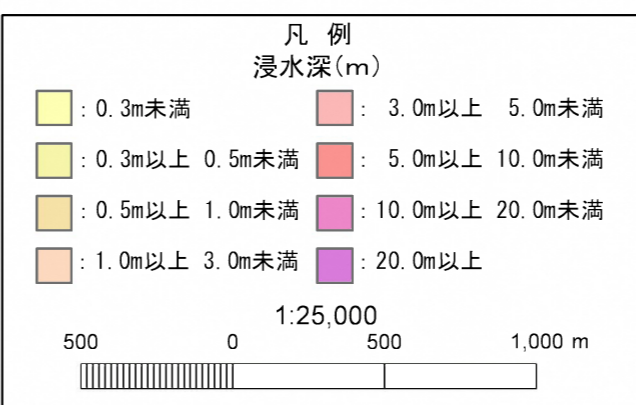 凡 例
浸水深(m)
: 0.3m未満
: 0.3m以上 0.5m未満
: 0.5m以上 1.0m未満
: 1.0m以上 3.0m未満
: 3.0m以上 5.0m未満
: 5.0m以上 10.0m未満
: 10.0m以上 20.0m未満
: 20.0m以上
1:25,000
500 0 500 1,000 m